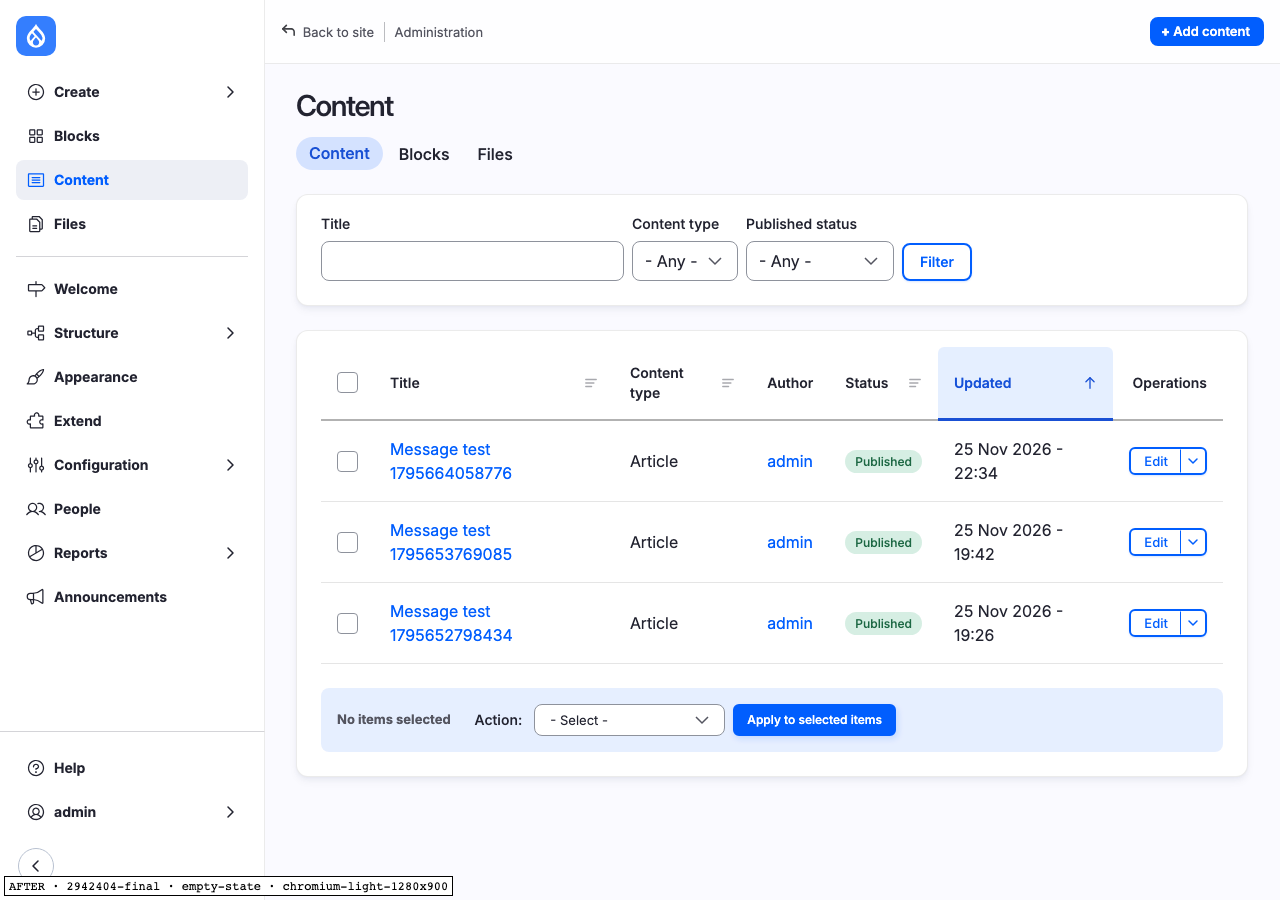 Back to site
Administration
+ Add content
Create
Blocks
Content
Files
Welcome
Structure
Appearance
Extend
Configuration
People
Reports
Announcements
Help
admin
Content
Content Blocks Files
Title Content type Published status
- Any - - Any - Filter
Title Content type Author Status Updated Operations
Message test 1795664058776 Article admin Published 25 Nov 2026 - 22:34 Edit
Message test 1795653769085 Article admin Published 25 Nov 2026 - 19:42 Edit
Message test 1795652798434 Article admin Published 25 Nov 2026 - 19:26 Edit
No items selected Action: - Select - Apply to selected items
AFTER · 2942404-final · empty-state · chromium-light-1280x900